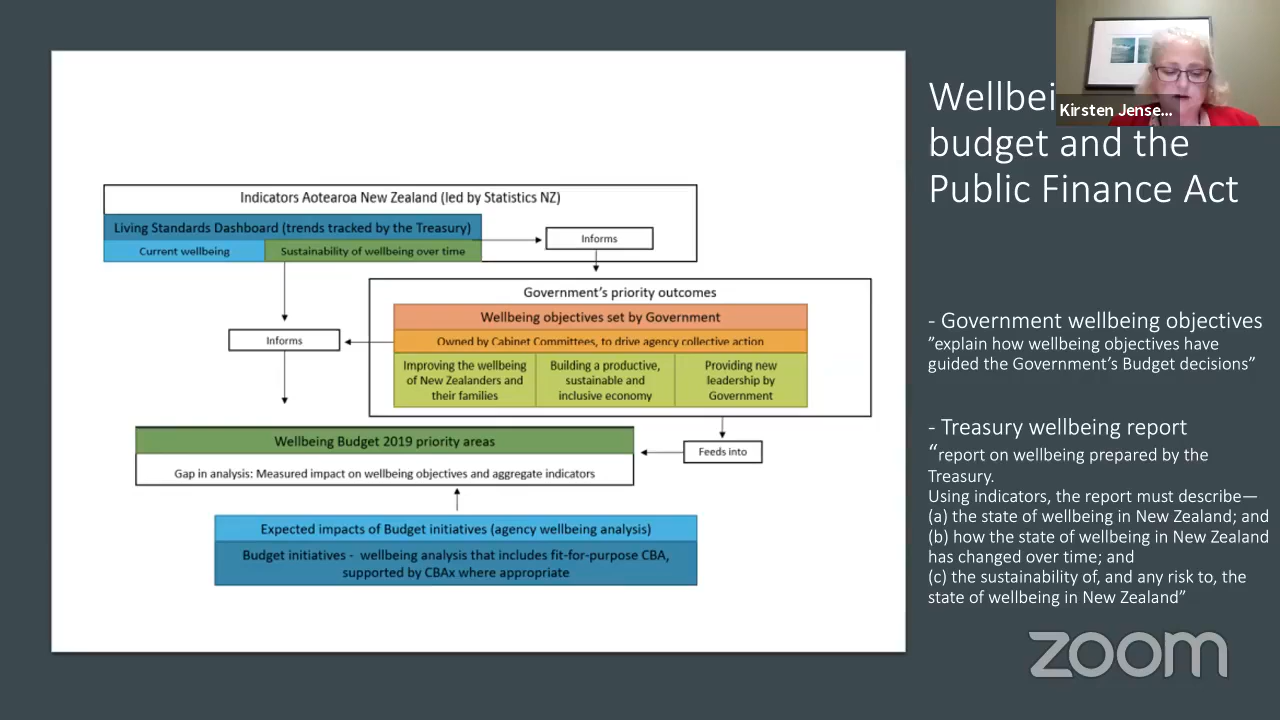 Indicators Aotearoa New Zealand (led by Statistics NZ)
Living Standards Dashboard (trends tracked by the Treasury)
Current wellbeing
Sustainability of wellbeing over time
Informs
Government's priority outcomes
Wellbeing objectives set by Government
Owned by Cabinet Committees, to drive agency collective action
Improving the wellbeing
of New Zealanders and
their families
Building a productive,
sustainable and
inclusive economy
Providing new
leadership by
Government
Informs
Feeds into
Wellbeing Budget 2019 priority areas
Gap in analysis: Measured impact on wellbeing objectives and aggregate indicators
Expected impacts of Budget initiatives (agency wellbeing analysis)
Budget initiatives - wellbeing analysis that includes fit-for-purpose CBA,
supported by CBAx where appropriate
Wellbei
budget and the
Public Finance Act
Kirsten Jense...
- Government wellbeing objectives
”explain how wellbeing objectives have
guided the Government’s Budget decisions”
- Treasury wellbeing report
“report on wellbeing prepared by the
Treasury.
Using indicators, the report must describe—
(a) the state of wellbeing in New Zealand; and
(b) how the state of wellbeing in New Zealand
has changed over time; and
(c) the sustainability of, and any risk to, the
state of wellbeing in New Zealand”
zoom